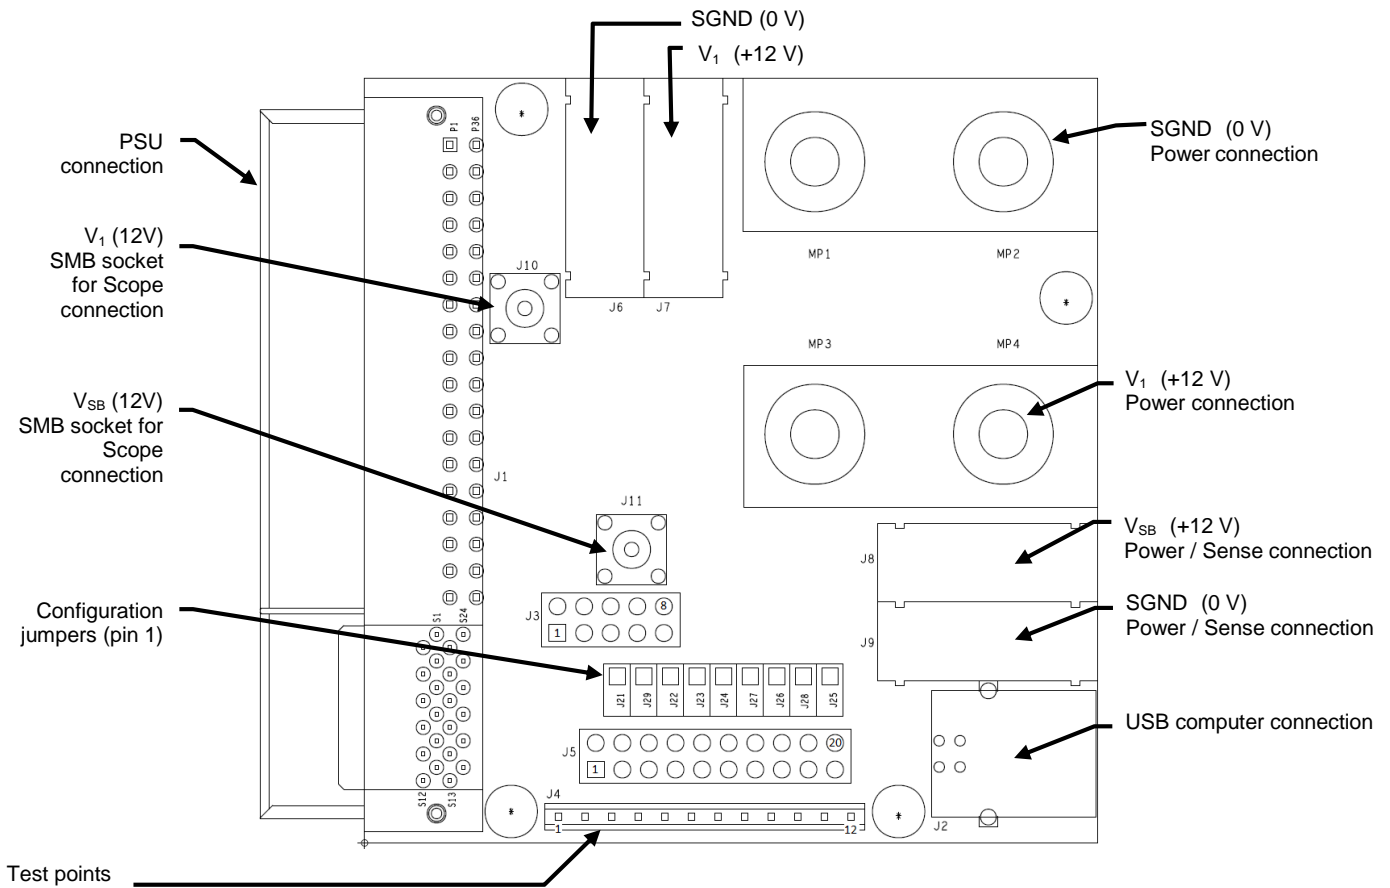 SGND (0 V)
V₁ (+12 V)
PSU
connection
P1
P36
SGND (0 V)
Power connection
V₁ (12V)
SMB socket
for Scope
connection
J10
MP1
MP2
J6
J7
MP3
MP4
V₁ (+12 V)
Power connection
V_SB (12V)
SMB socket for
Scope
connection
J1
J11
V_SB (+12 V)
Power / Sense connection
J8
SGND (0 V)
Power / Sense connection
J9
Configuration
jumpers (pin 1)
S1
S24
J3
8
1
J21
J29
J22
J23
J24
J27
J26
J28
J25
USB computer connection
J5
20
1
S12
S13
J4
1
12
J2
Test points